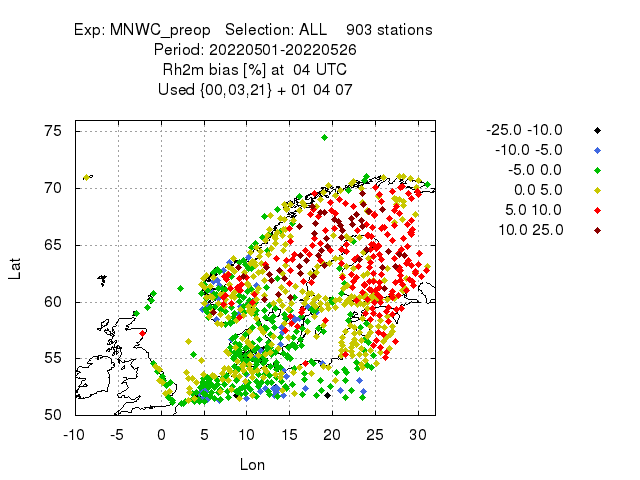 Exp: MNWC_preop   Selection: ALL    903 stations
Period: 20220501-20220526
Rh2m bias [%] at  04 UTC
Used {00,03,21} + 01 04 07
-25.0 -10.0
-10.0 -5.0
-5.0 0.0
0.0 5.0
5.0 10.0
10.0 25.0
75
70
65
60
55
50
Lat
-10 -5 0 5 10 15 20 25 30
Lon